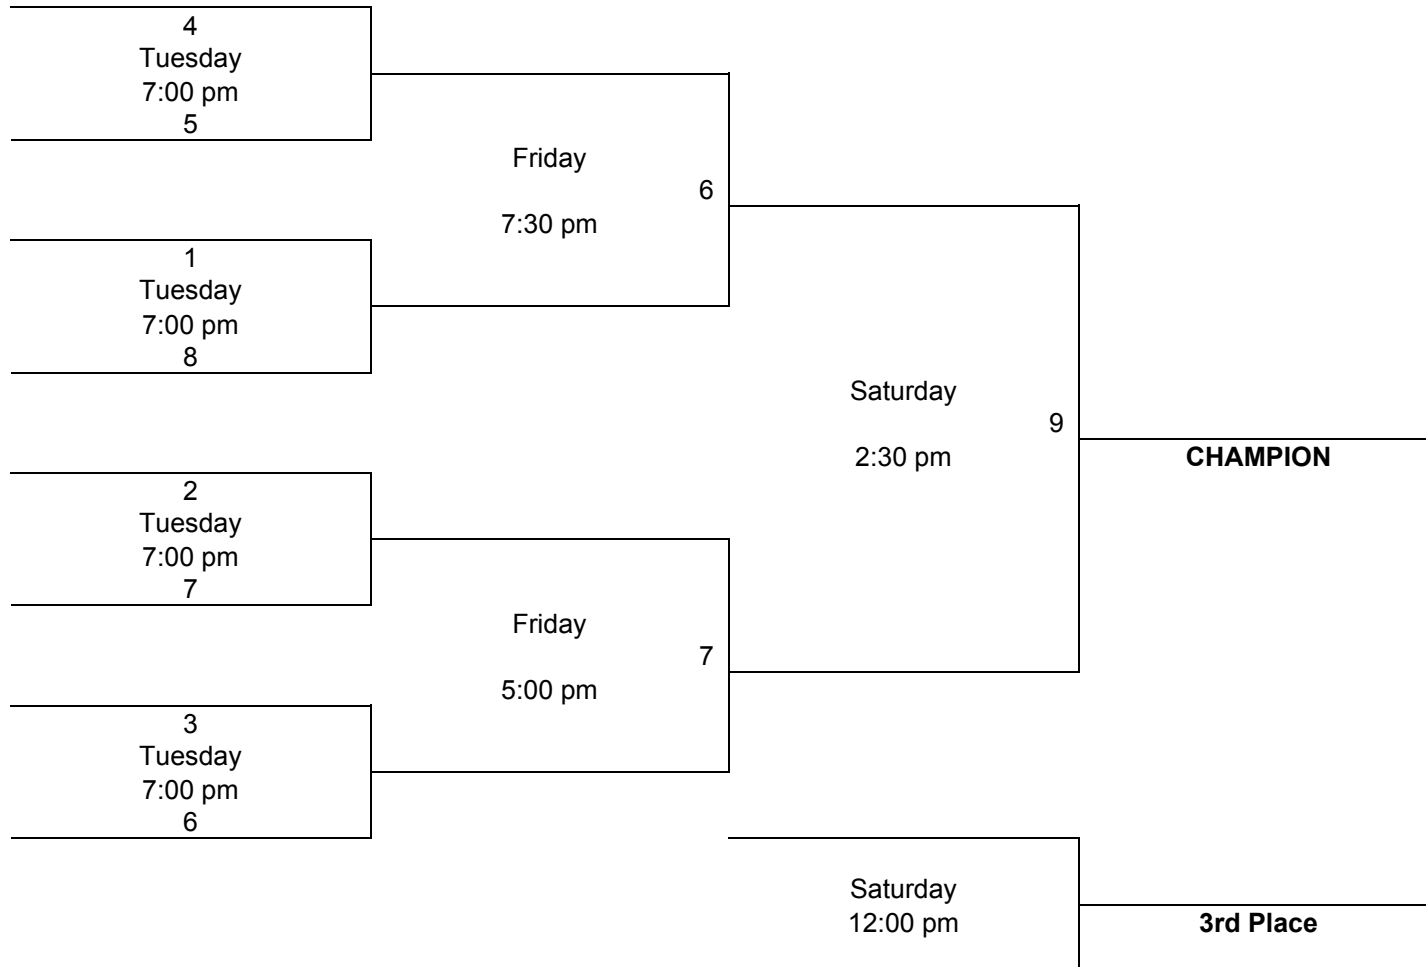 4
Tuesday
7:00 pm
5
Friday
6
7:30 pm
1
Tuesday
7:00 pm
8
Saturday
9
2:30 pm
CHAMPION
2
Tuesday
7:00 pm
7
Friday
7
5:00 pm
3
Tuesday
7:00 pm
6
Saturday
12:00 pm
3rd Place